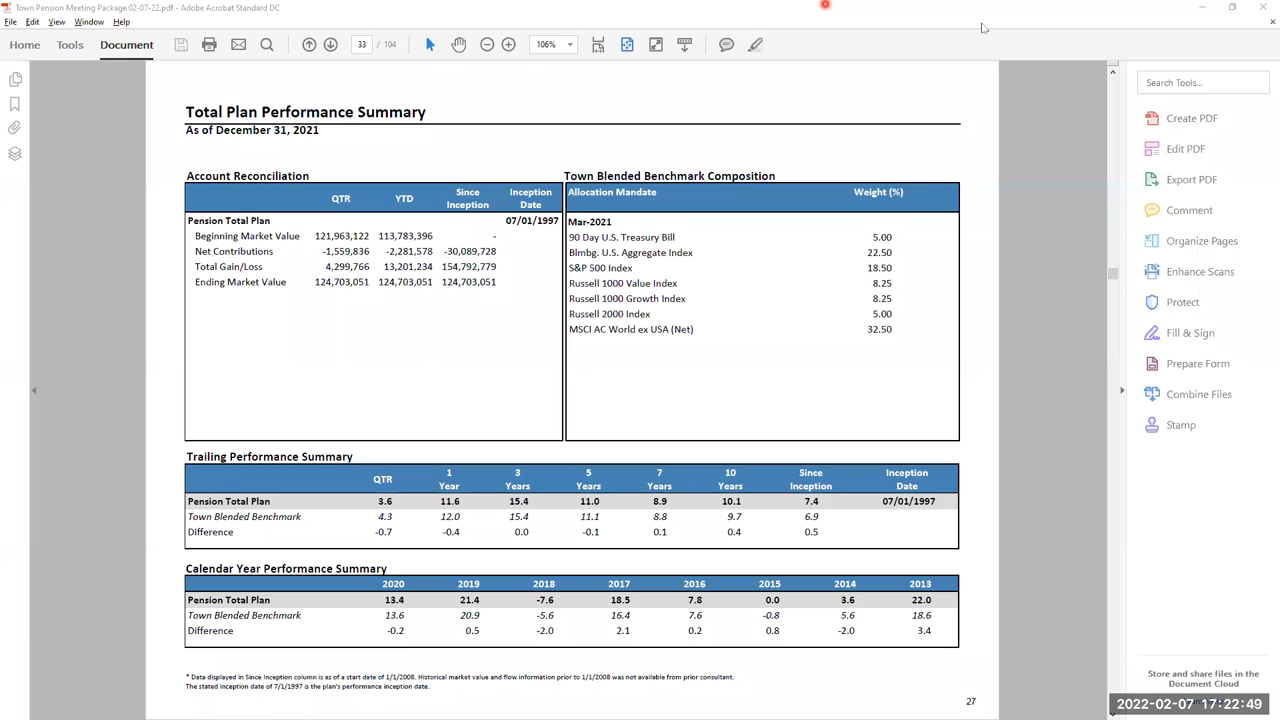 Town Pension Meeting Package 02-07-22.pdf - Adobe Acrobat Standard DC
File Edit View Window Help
Home Tools Document 33 / 104 106%
Search Tools...
Create PDF
Edit PDF
Export PDF
Comment
Organize Pages
Enhance Scans
Protect
Fill & Sign
Prepare Form
Combine Files
Stamp
Store and share files in the
Document Cloud
Total Plan Performance Summary
As of December 31, 2021
Account Reconciliation
QTR YTD Since Inception Inception Date
Pension Total Plan 07/01/1997
Beginning Market Value 121,963,122 113,783,396 -
Net Contributions -1,559,836 -2,281,578 -30,089,728
Total Gain/Loss 4,299,766 13,201,234 154,792,779
Ending Market Value 124,703,051 124,703,051 124,703,051
Town Blended Benchmark Composition
Allocation Mandate Weight (%)
Mar-2021
90 Day U.S. Treasury Bill 5.00
Blmbg. U.S. Aggregate Index 22.50
S&P 500 Index 18.50
Russell 1000 Value Index 8.25
Russell 1000 Growth Index 8.25
Russell 2000 Index 5.00
MSCI AC World ex USA (Net) 32.50
Trailing Performance Summary
QTR 1 Year 3 Years 5 Years 7 Years 10 Years Since Inception Inception Date
Pension Total Plan 3.6 11.6 15.4 11.0 8.9 10.1 7.4 07/01/1997
Town Blended Benchmark 4.3 12.0 15.4 11.1 8.8 9.7 6.9
Difference -0.7 -0.4 0.0 -0.1 0.1 0.4 0.5
Calendar Year Performance Summary
2020 2019 2018 2017 2016 2015 2014 2013
Pension Total Plan 13.4 21.4 -7.6 18.5 7.8 0.0 3.6 22.0
Town Blended Benchmark 13.6 20.9 -5.6 16.4 7.6 -0.8 5.6 18.6
Difference -0.2 0.5 -2.0 2.1 0.2 0.8 -2.0 3.4
* Data displayed in Since Inception column is as of a start date of 1/1/2008. Historical market value and flow information prior to 1/1/2008 was not available from prior consultant.
The stated inception date of 7/1/1997 is the plan's performance inception date.
27
2022-02-07 17:22:49